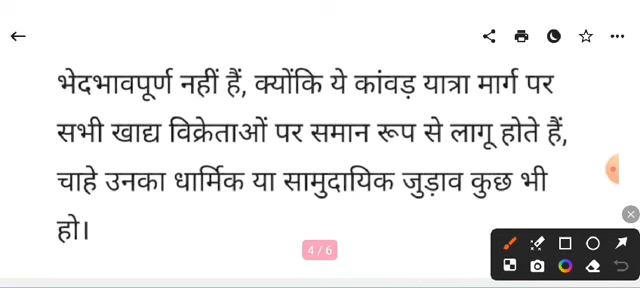 भेदभावपूर्ण नहीं हैं, क्योंकि ये कांवड़ यात्रा मार्ग पर
सभी खाद्य विक्रेताओं पर समान रूप से लागू होते हैं,
चाहे उनका धार्मिक या सामुदायिक जुड़ाव कुछ भी
हो।
4 / 6